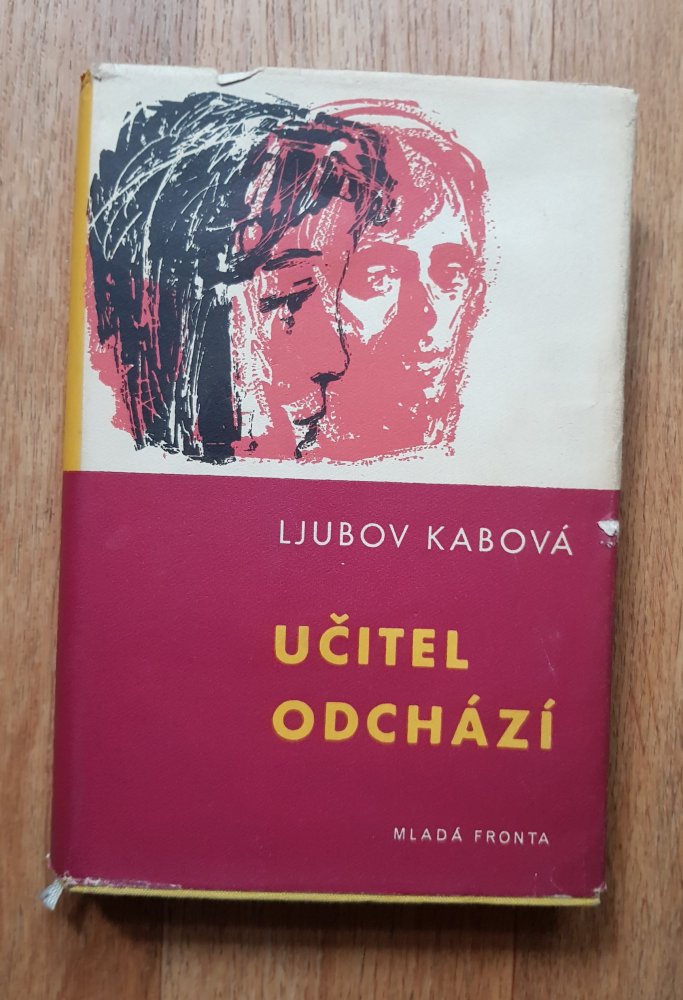 LJUBOV KABOVÁ
UČITEL
ODCHÁZÍ
MLADÁ FRONTA